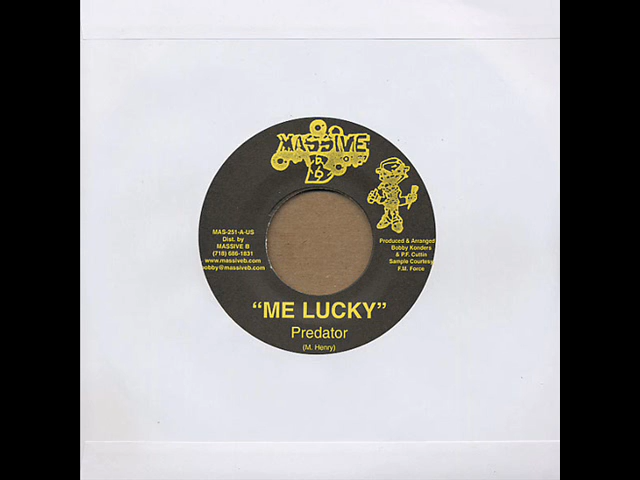 MASSIVE
B
MAS-251-A-US
Dist. by
MASSIVE B
(718) 686-1831
www.massiveb.com
bobby@massiveb.com
Produced & Arranged
Bobby Konders
& P.F. Cuttin
Sample Courtesy
F.M. Force
"ME LUCKY"
Predator
(M. Henry)